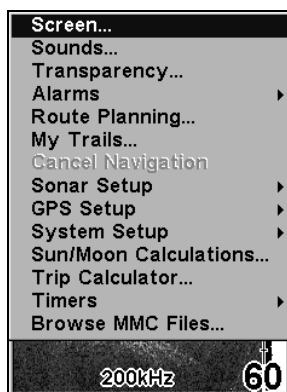 Screen...
Sounds...
Transparency...
Alarms
Route Planning...
My Trails...
Cancel Navigation
Sonar Setup
GPS Setup
System Setup
Sun/Moon Calculations...
Trip Calculator...
Timers
Browse MMC Files...
200kHz
60